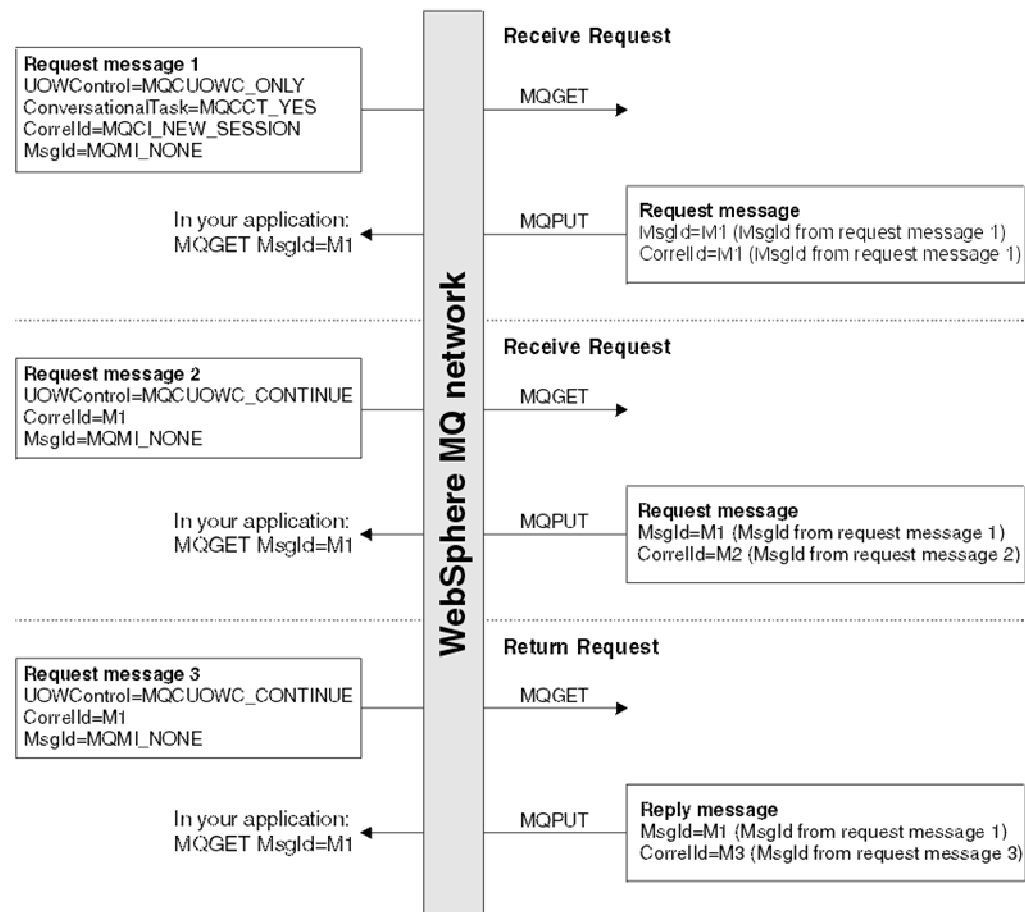 Receive Request
Request message 1
UOWControl=MQCUOWC_ONLY
ConversationalTask=MQCCT_YES
CorrelId=MQCI_NEW_SESSION
MsgId=MQMI_NONE
MQGET
In your application:
MQGET MsgId=M1
MQPUT
Request message
MsgId=M1 (MsgId from request message 1)
CorrelId=M1 (MsgId from request message 1)
WebSphere MQ network
Receive Request
Request message 2
UOWControl=MQCUOWC_CONTINUE
CorrelId=M1
MsgId=MQMI_NONE
MQGET
In your application:
MQGET MsgId=M1
MQPUT
Request message
MsgId=M1 (MsgId from request message 1)
CorrelId=M2 (MsgId from request message 2)
Return Request
Request message 3
UOWControl=MQCUOWC_CONTINUE
CorrelId=M1
MsgId=MQMI_NONE
MQGET
In your application:
MQGET MsgId=M1
MQPUT
Reply message
MsgId=M1 (MsgId from request message 1)
CorrelId=M3 (MsgId from request message 3)